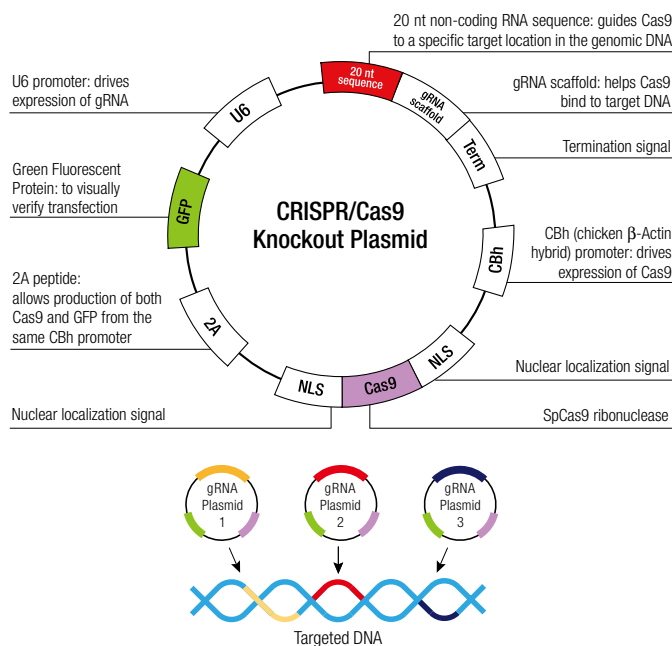 20 nt non-coding RNA sequence: guides Cas9
to a specific target location in the genomic DNA
U6 promoter: drives
expression of gRNA
gRNA scaffold: helps Cas9
bind to target DNA
Termination signal
Green Fluorescent
Protein: to visually
verify transfection
CBh (chicken β-Actin
hybrid) promoter: drives
expression of Cas9
2A peptide:
allows production of both
Cas9 and GFP from the
same CBh promoter
Nuclear localization signal
Nuclear localization signal
SpCas9 ribonuclease
20 nt
sequence
gRNA
scaffold
Term
CBh
NLS
Cas9
NLS
2A
GFP
U6
CRISPR/Cas9
Knockout Plasmid
gRNA
Plasmid
1
gRNA
Plasmid
2
gRNA
Plasmid
3
Targeted DNA